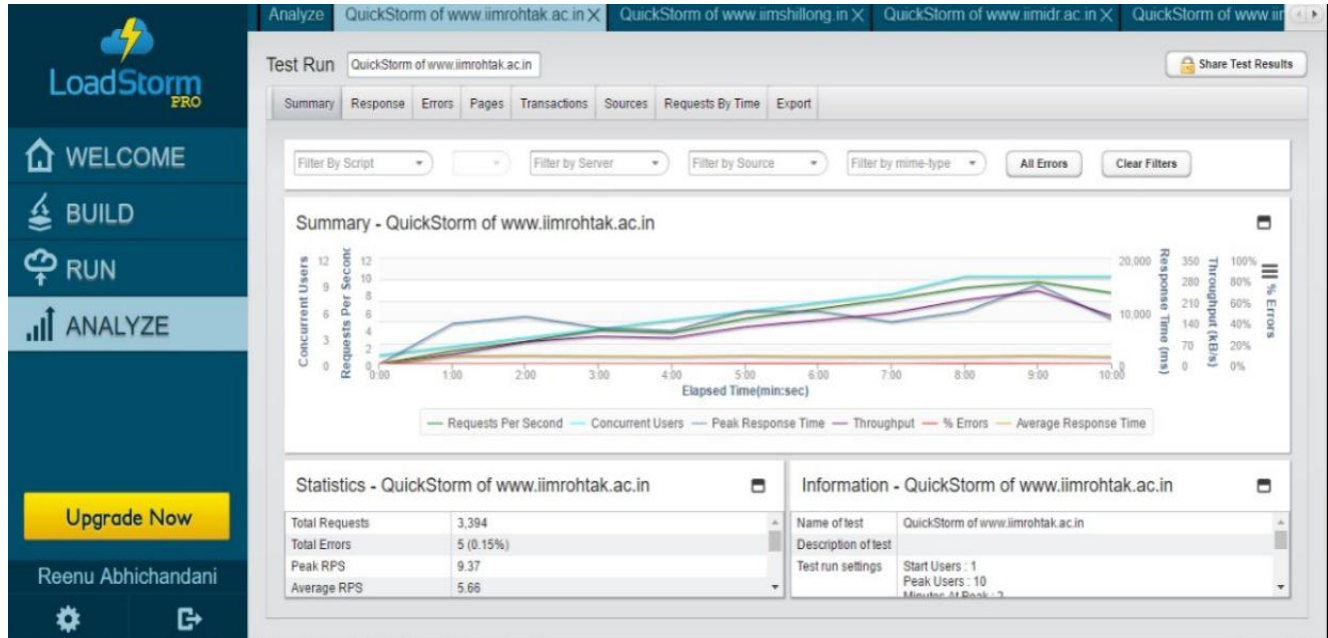 LoadStorm
PRO
WELCOME
BUILD
RUN
ANALYZE
Upgrade Now
Reenu Abhichandani
Analyze QuickStorm of www.iimrohtak.ac.in X QuickStorm of www.iimshillong.in X QuickStorm of www.iimidr.ac.in X QuickStorm of www.iir
Test Run QuickStorm of www.iimrohtak.ac.in Share Test Results
Summary Response Errors Pages Transactions Sources Requests By Time Export
Filter By Script Filter by Server Filter by Source Filter by mime-type All Errors Clear Filters
Summary - QuickStorm of www.iimrohtak.ac.in
Concurrent Users
12
9
6
3
0
Requests Per Second
12
10
8
6
4
2
0
20,000
10,000
0
Response Time (ms)
350
280
210
140
70
0
Throughput (kB/s)
100%
80%
60%
40%
20%
0%
% Errors
0:00 1:00 2:00 3:00 4:00 5:00 6:00 7:00 8:00 9:00 10:00
Elapsed Time(min:sec)
Requests Per Second Concurrent Users Peak Response Time Throughput % Errors Average Response Time
Statistics - QuickStorm of www.iimrohtak.ac.in
Total Requests 3,394
Total Errors 5 (0.15%)
Peak RPS 9.37
Average RPS 5.66
Information - QuickStorm of www.iimrohtak.ac.in
Name of test QuickStorm of www.iimrohtak.ac.in
Description of test
Test run settings Start Users : 1
Peak Users : 10
Minutes At Peak : 2